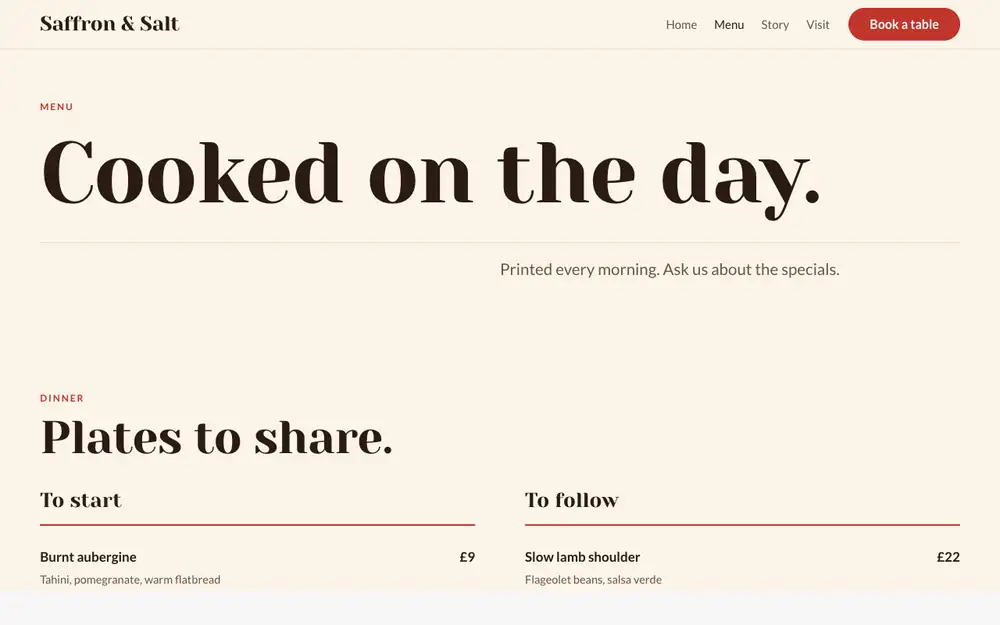 Saffron & Salt
Home Menu Story Visit Book a table
MENU
Cooked on the day.
Printed every morning. Ask us about the specials.
DINNER
Plates to share.
To start
Burnt aubergine £9
Tahini, pomegranate, warm flatbread
To follow
Slow lamb shoulder £22
Flageolet beans, salsa verde